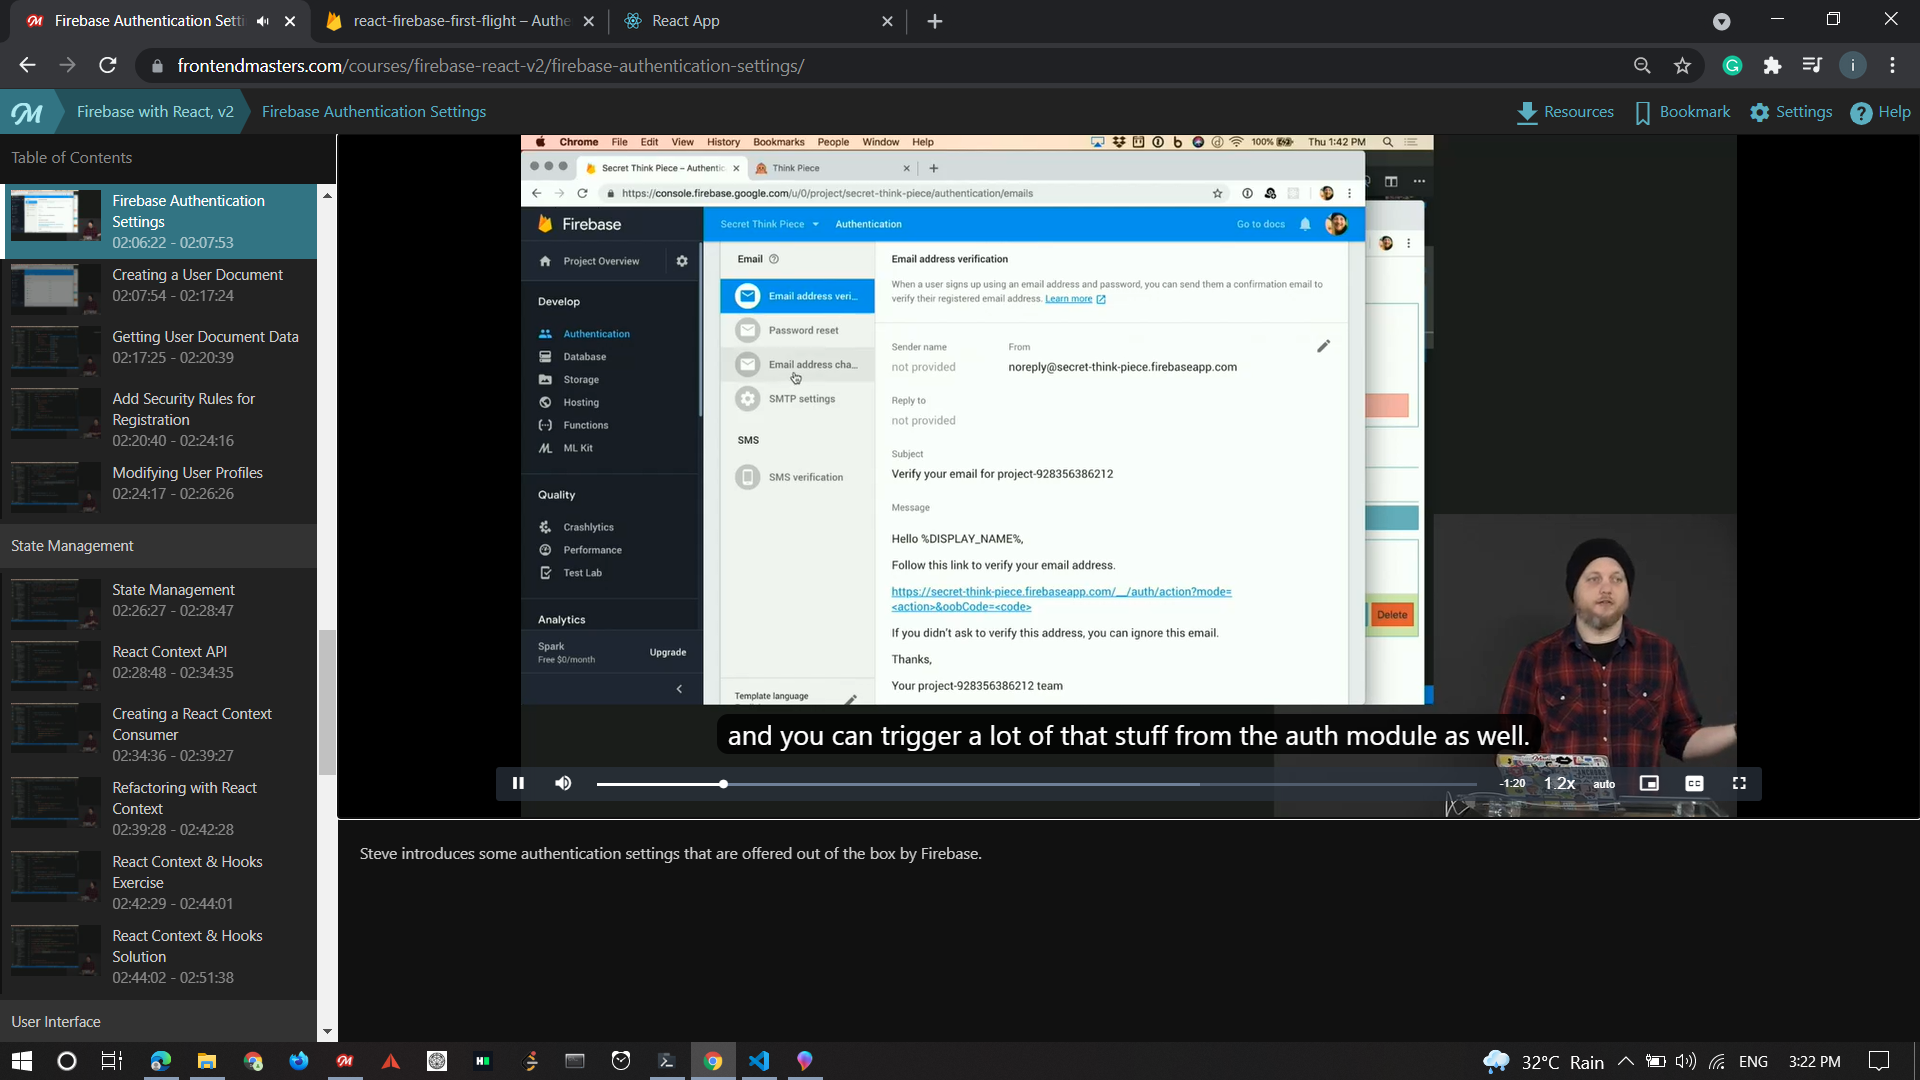 Firebase Authentication Setti
react-firebase-first-flight – Authe
React App
frontendmasters.com/courses/firebase-react-v2/firebase-authentication-settings/
Firebase with React, v2
Firebase Authentication Settings
Resources
Bookmark
Settings
Help
Table of Contents
Firebase Authentication
Settings
02:06:22 - 02:07:53
Creating a User Document
02:07:54 - 02:17:24
Getting User Document Data
02:17:25 - 02:20:39
Add Security Rules for
Registration
02:20:40 - 02:24:16
Modifying User Profiles
02:24:17 - 02:26:26
State Management
State Management
02:26:27 - 02:28:47
React Context API
02:28:48 - 02:34:35
Creating a React Context
Consumer
02:34:36 - 02:39:27
Refactoring with React
Context
02:39:28 - 02:42:28
React Context & Hooks
Exercise
02:42:29 - 02:44:01
React Context & Hooks
Solution
02:44:02 - 02:51:38
User Interface
Chrome File Edit View History Bookmarks People Window Help
100%
Thu 1:42 PM
Secret Think Piece – Authentic
Think Piece
https://console.firebase.google.com/u/0/project/secret-think-piece/authentication/emails
Firebase
Secret Think Piece
Authentication
Go to docs
Project Overview
Develop
Authentication
Database
Storage
Hosting
Functions
ML Kit
Quality
Crashlytics
Performance
Test Lab
Analytics
Spark
Free $0/month
Upgrade
Email
Email address veri...
Password reset
Email address cha...
SMTP settings
SMS
SMS verification
Template language
Email address verification
When a user signs up using an email address and password, you can send them a confirmation email to
verify their registered email address. Learn more
Sender name
not provided
From
noreply@secret-think-piece.firebaseapp.com
Reply to
not provided
Subject
Verify your email for project-928356386212
Message
Hello %DISPLAY_NAME%,
Follow this link to verify your email address.
https://secret-think-piece.firebaseapp.com/__/auth/action?mode=
<action>&oobCode=<code>
If you didn't ask to verify this address, you can ignore this email.
Thanks,
Your project-928356386212 team
Delete
and you can trigger a lot of that stuff from the auth module as well.
-1:20
1.2x
auto
CC
Steve introduces some authentication settings that are offered out of the box by Firebase.
32°C Rain
ENG
3:22 PM